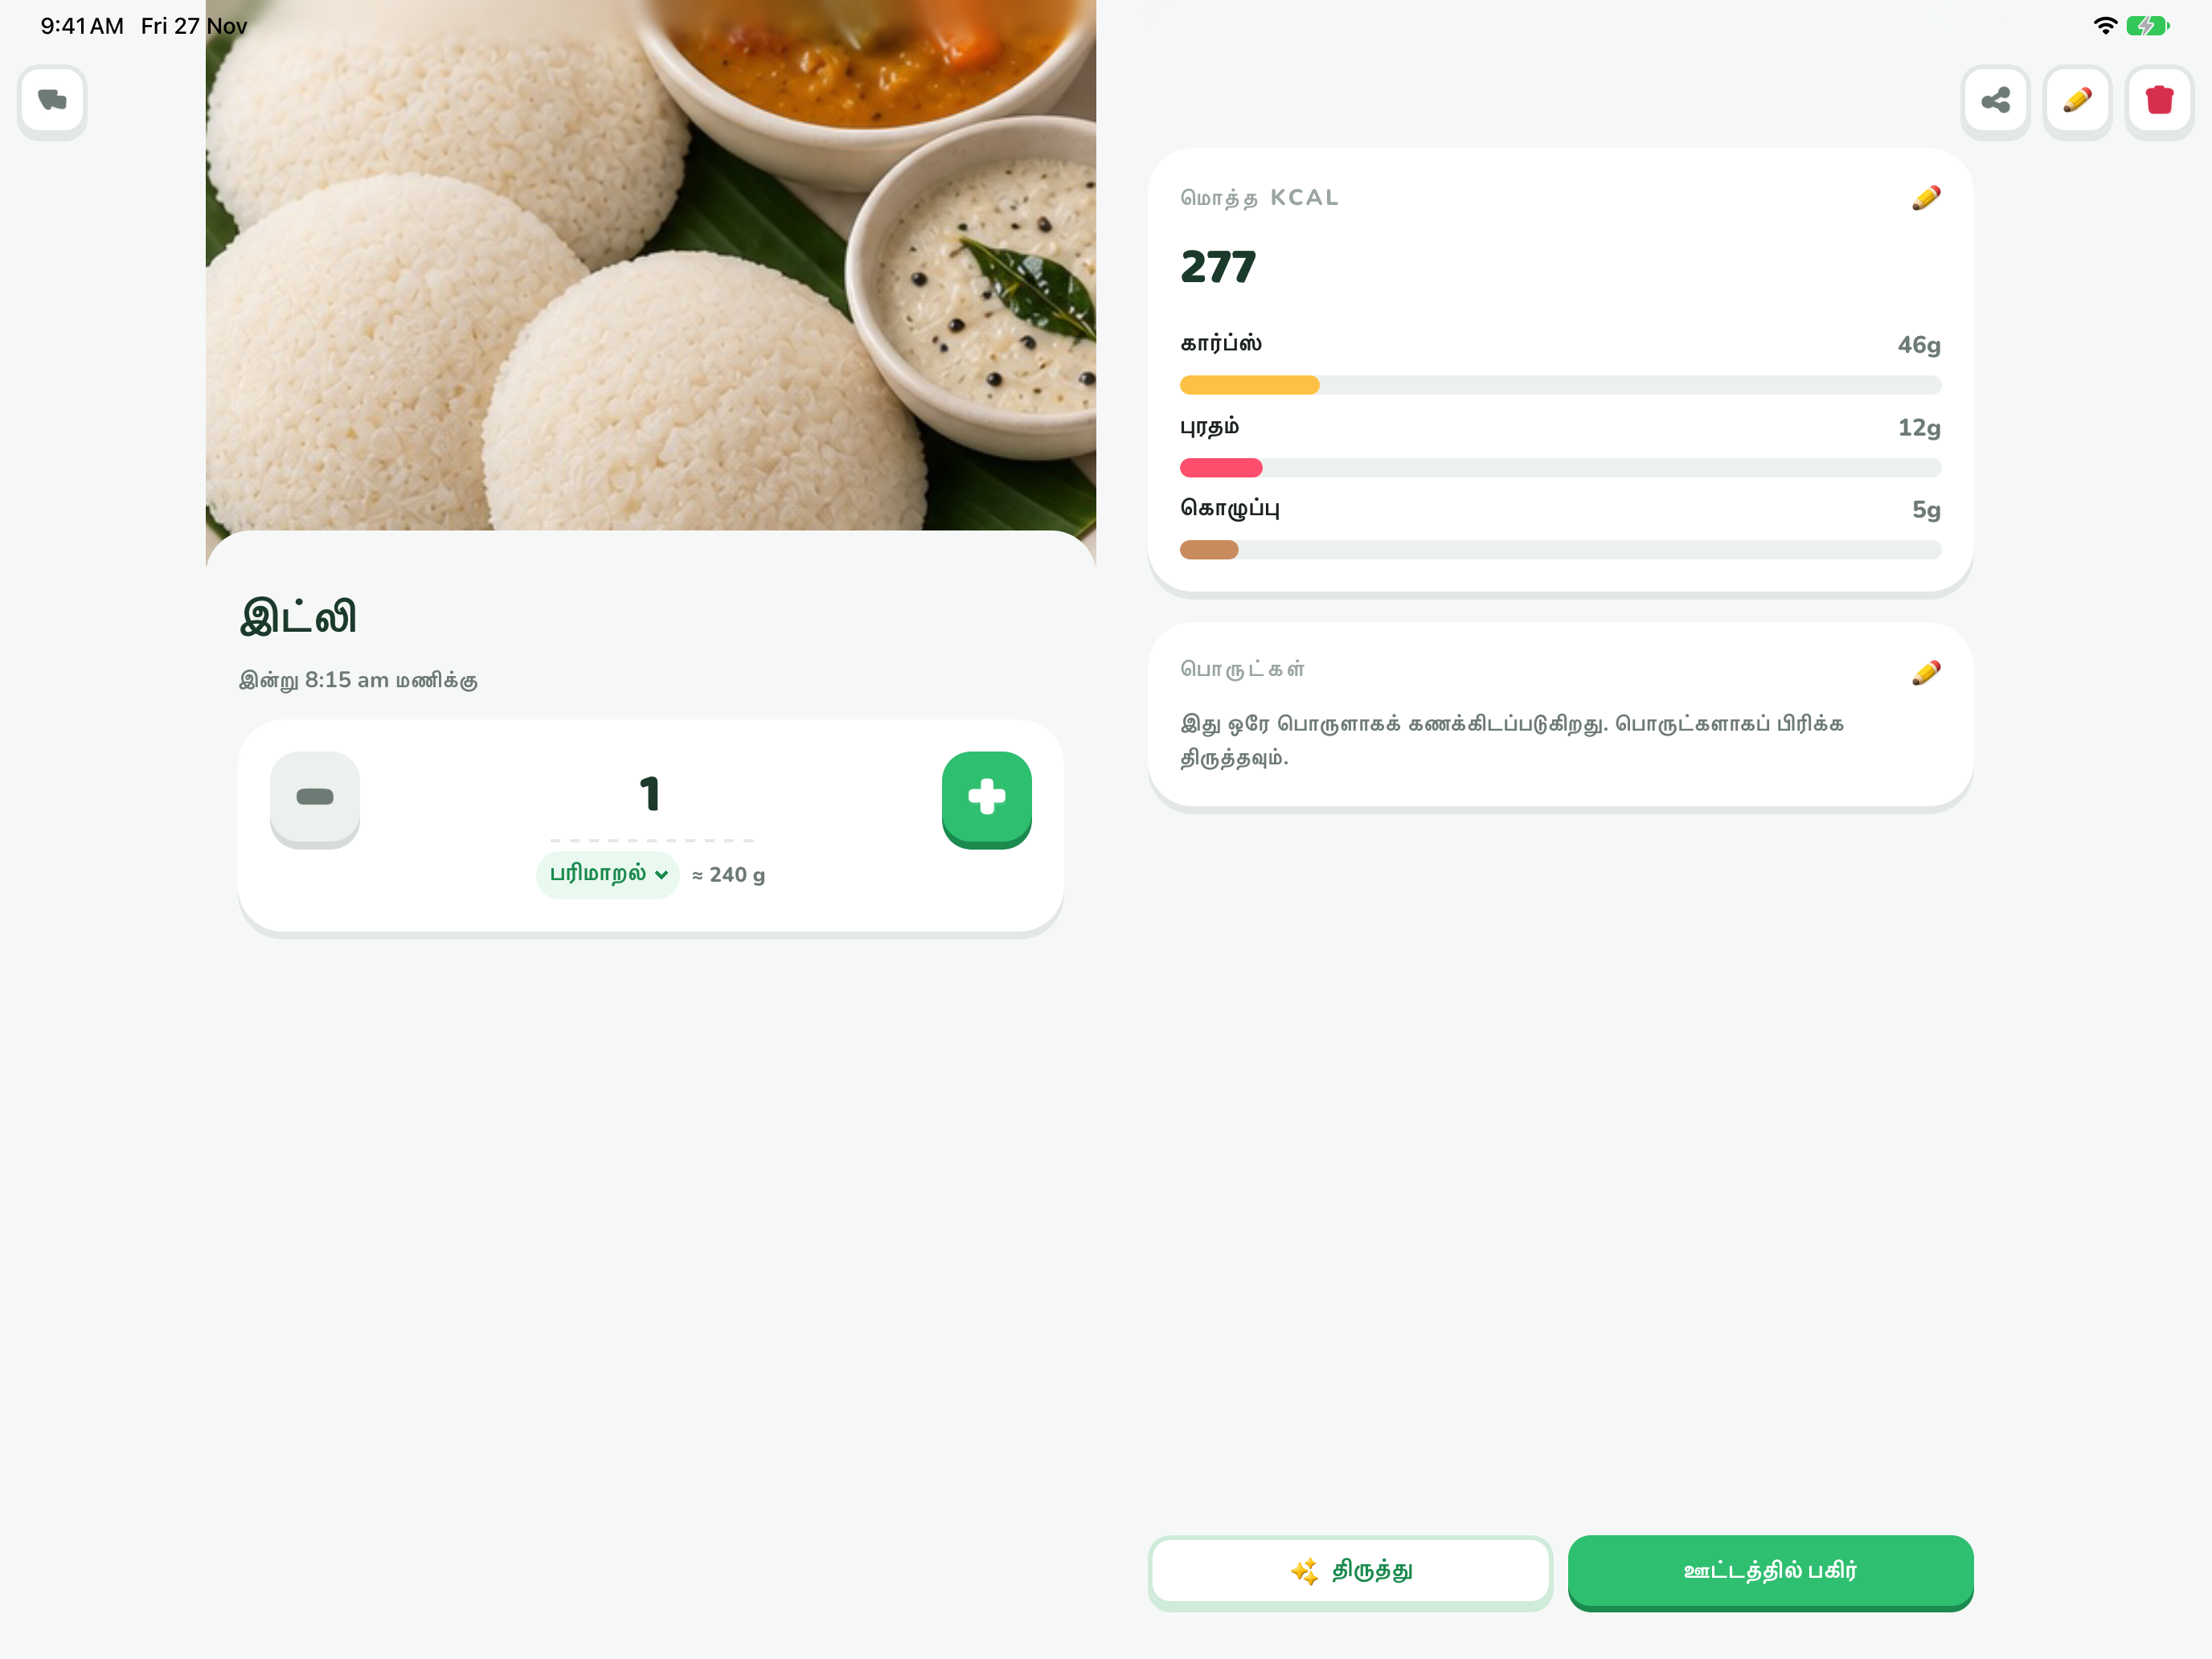 9:41 AM Fri 27 Nov
இட்லி
இன்று 8:15 am மணிக்கு
1
பரிமாறல் ≈ 240 g
மொத்த KCAL
277
கார்ப்ஸ் 46g
புரதம் 12g
கொழுப்பு 5g
பொருட்கள்
இது ஒரே பொருளாகக் கணக்கிடப்படுகிறது. பொருட்களாகப் பிரிக்க
திருத்தவும்.
திருத்து
ஊட்டத்தில் பகிர்